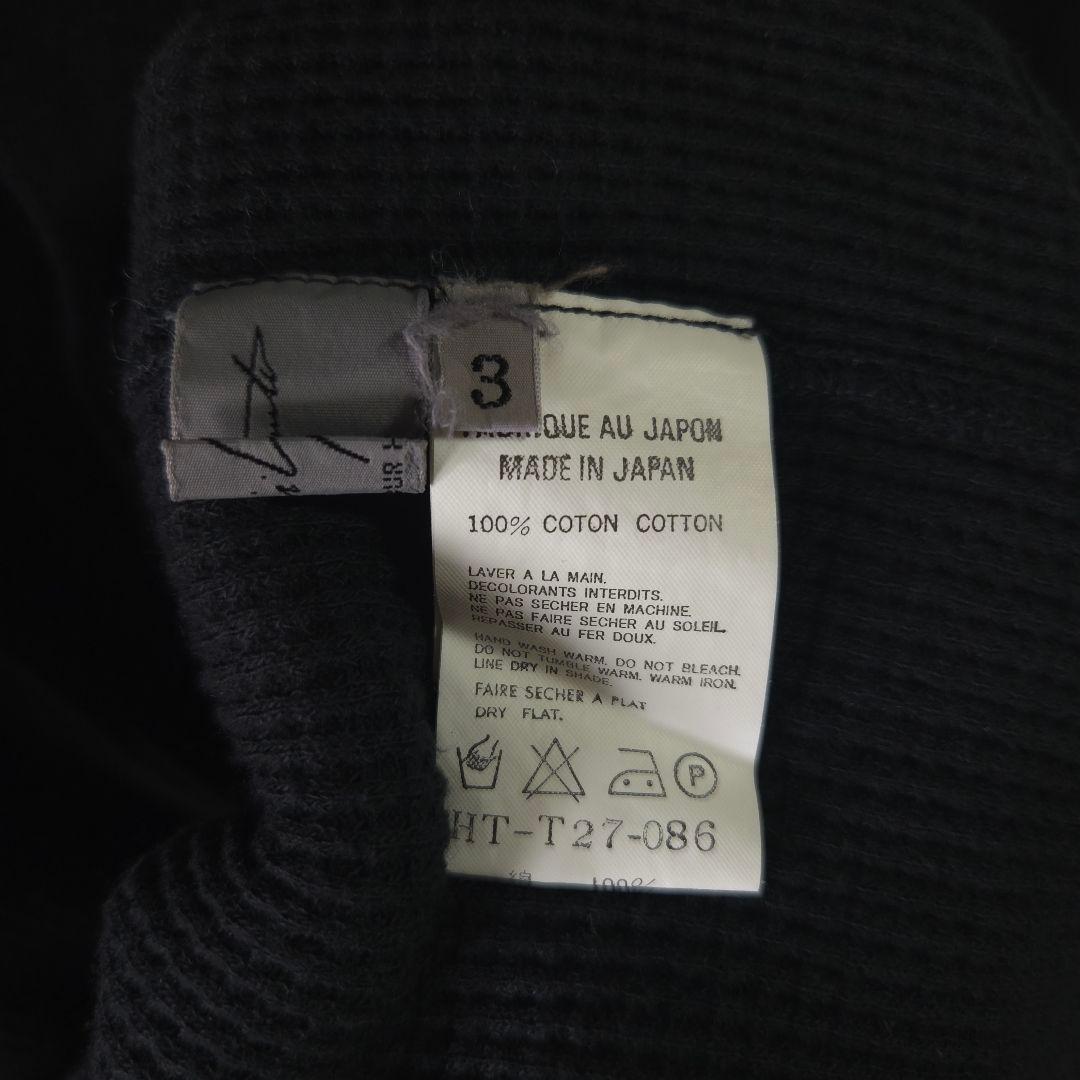 3
FABRIQUE AU JAPON
MADE IN JAPAN
100% COTON COTTON
LAVER A LA MAIN.
DECOLORANTS INTERDITS.
NE PAS SECHER EN MACHINE.
NE PAS FAIRE SECHER AU SOLEIL.
REPASSER AU FER DOUX.
HAND WASH WARM. DO NOT BLEACH.
DO NOT TUMBLE WARM. WARM IRON.
LINE DRY IN SHADE.
FAIRE SECHER A PLAT
DRY FLAT.
P
HT-T27-086
綿 100%